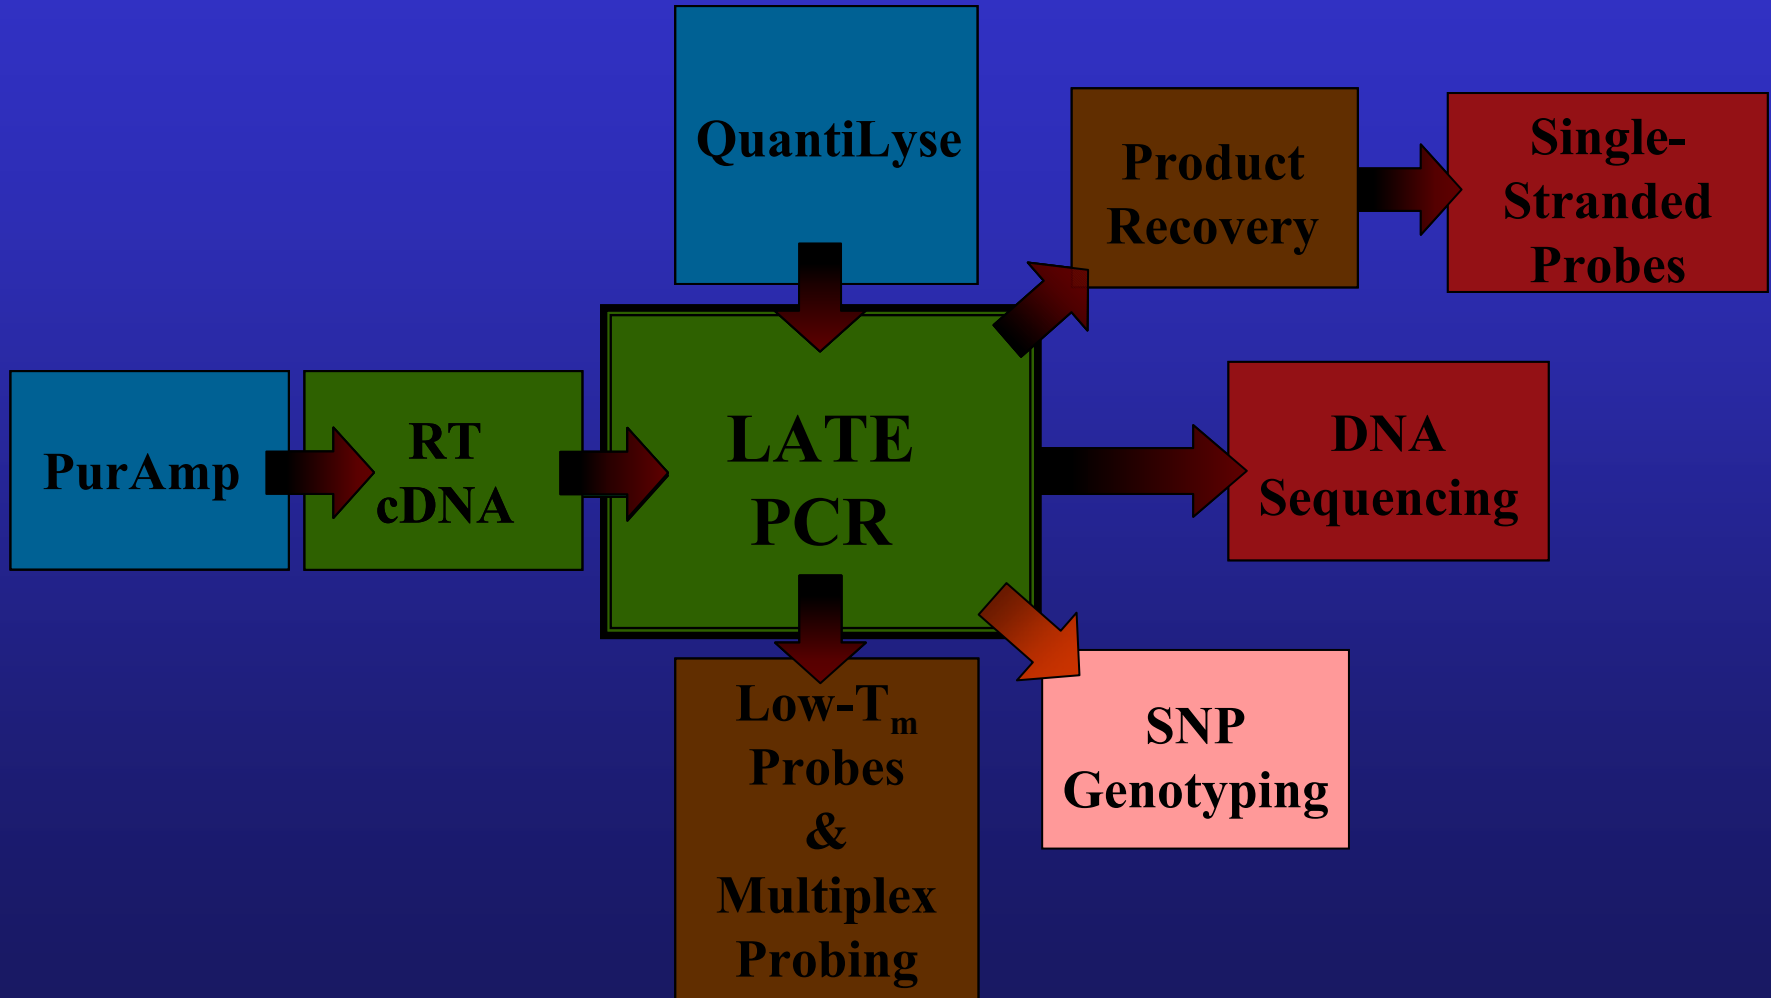 QuantiLyse
Product
Recovery
Single-
Stranded
Probes
PurAmp
RT
cDNA
LATE
PCR
DNA
Sequencing
Low-Tm
Probes
&
Multiplex
Probing
SNP
Genotyping